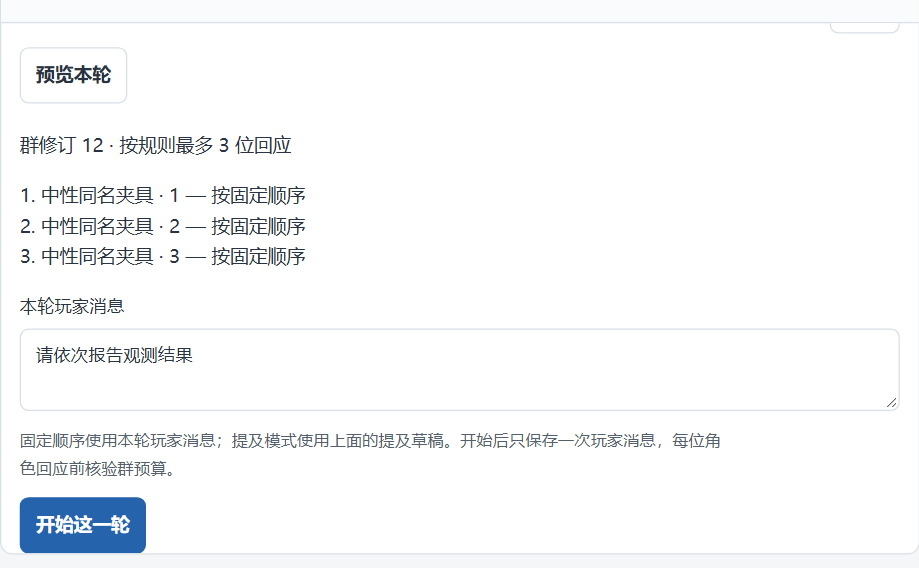 预览本轮
群修订 12 · 按规则最多 3 位回应
1. 中性同名夹具 · 1 — 按固定顺序
2. 中性同名夹具 · 2 — 按固定顺序
3. 中性同名夹具 · 3 — 按固定顺序
本轮玩家消息
请依次报告观测结果
固定顺序使用本轮玩家消息；提及模式使用上面的提及草稿。开始后只保存一次玩家消息，每位角
色回应前核验群预算。
开始这一轮